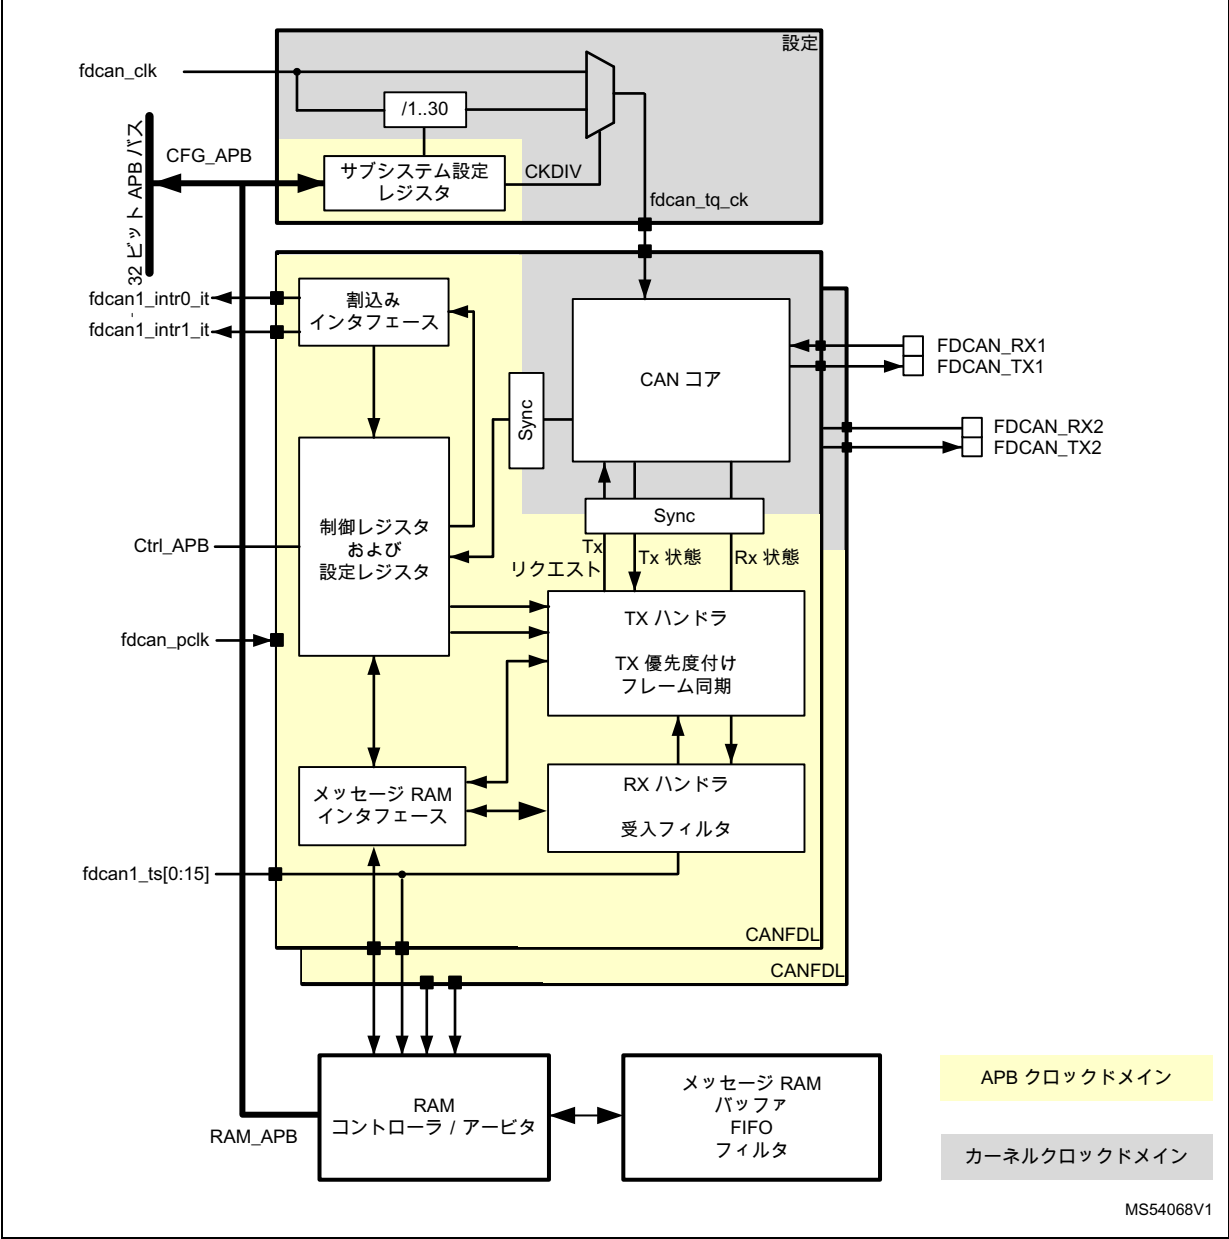 設定
fdcan_clk
/1..30
32 ビット APB バス
CFG_APB
サブシステム設定
レジスタ
CKDIV
fdcan_tq_ck
fdcan1_intr0_it
fdcan1_intr1_it
割込み
インタフェース
CAN コア
FDCAN_RX1
FDCAN_TX1
FDCAN_RX2
FDCAN_TX2
Sync
Sync
制御レジスタ
および
設定レジスタ
Ctrl_APB
Tx
リクエスト
Tx 状態
Rx 状態
fdcan_pclk
TX ハンドラ
TX 優先度付け
フレーム同期
メッセージ RAM
インタフェース
RX ハンドラ
受入フィルタ
fdcan1_ts[0:15]
CANFDL
CANFDL
RAM
コントローラ / アービタ
RAM_APB
メッセージ RAM
バッファ
FIFO
フィルタ
APB クロックドメイン
カーネルクロックドメイン
MS54068V1